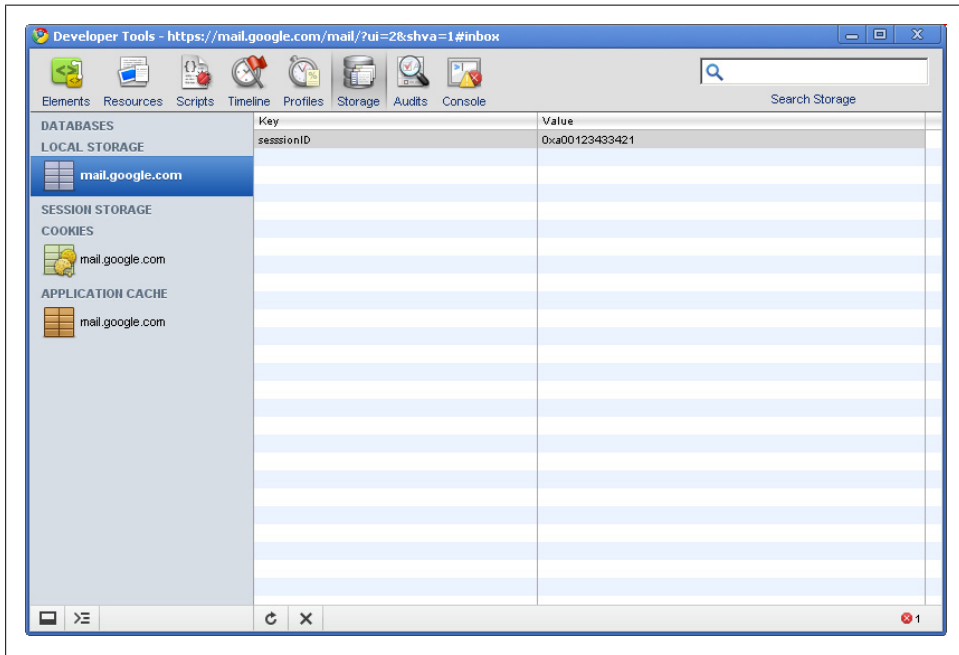 Developer Tools - https://mail.google.com/mail/?ui=2&shva=1#inbox
Elements Resources Scripts Timeline Profiles Storage Audits Console
Search Storage
DATABASES
LOCAL STORAGE
mail.google.com
SESSION STORAGE
COOKIES
mail.google.com
APPLICATION CACHE
mail.google.com
Key Value
sesssionID 0xa00123433421
1